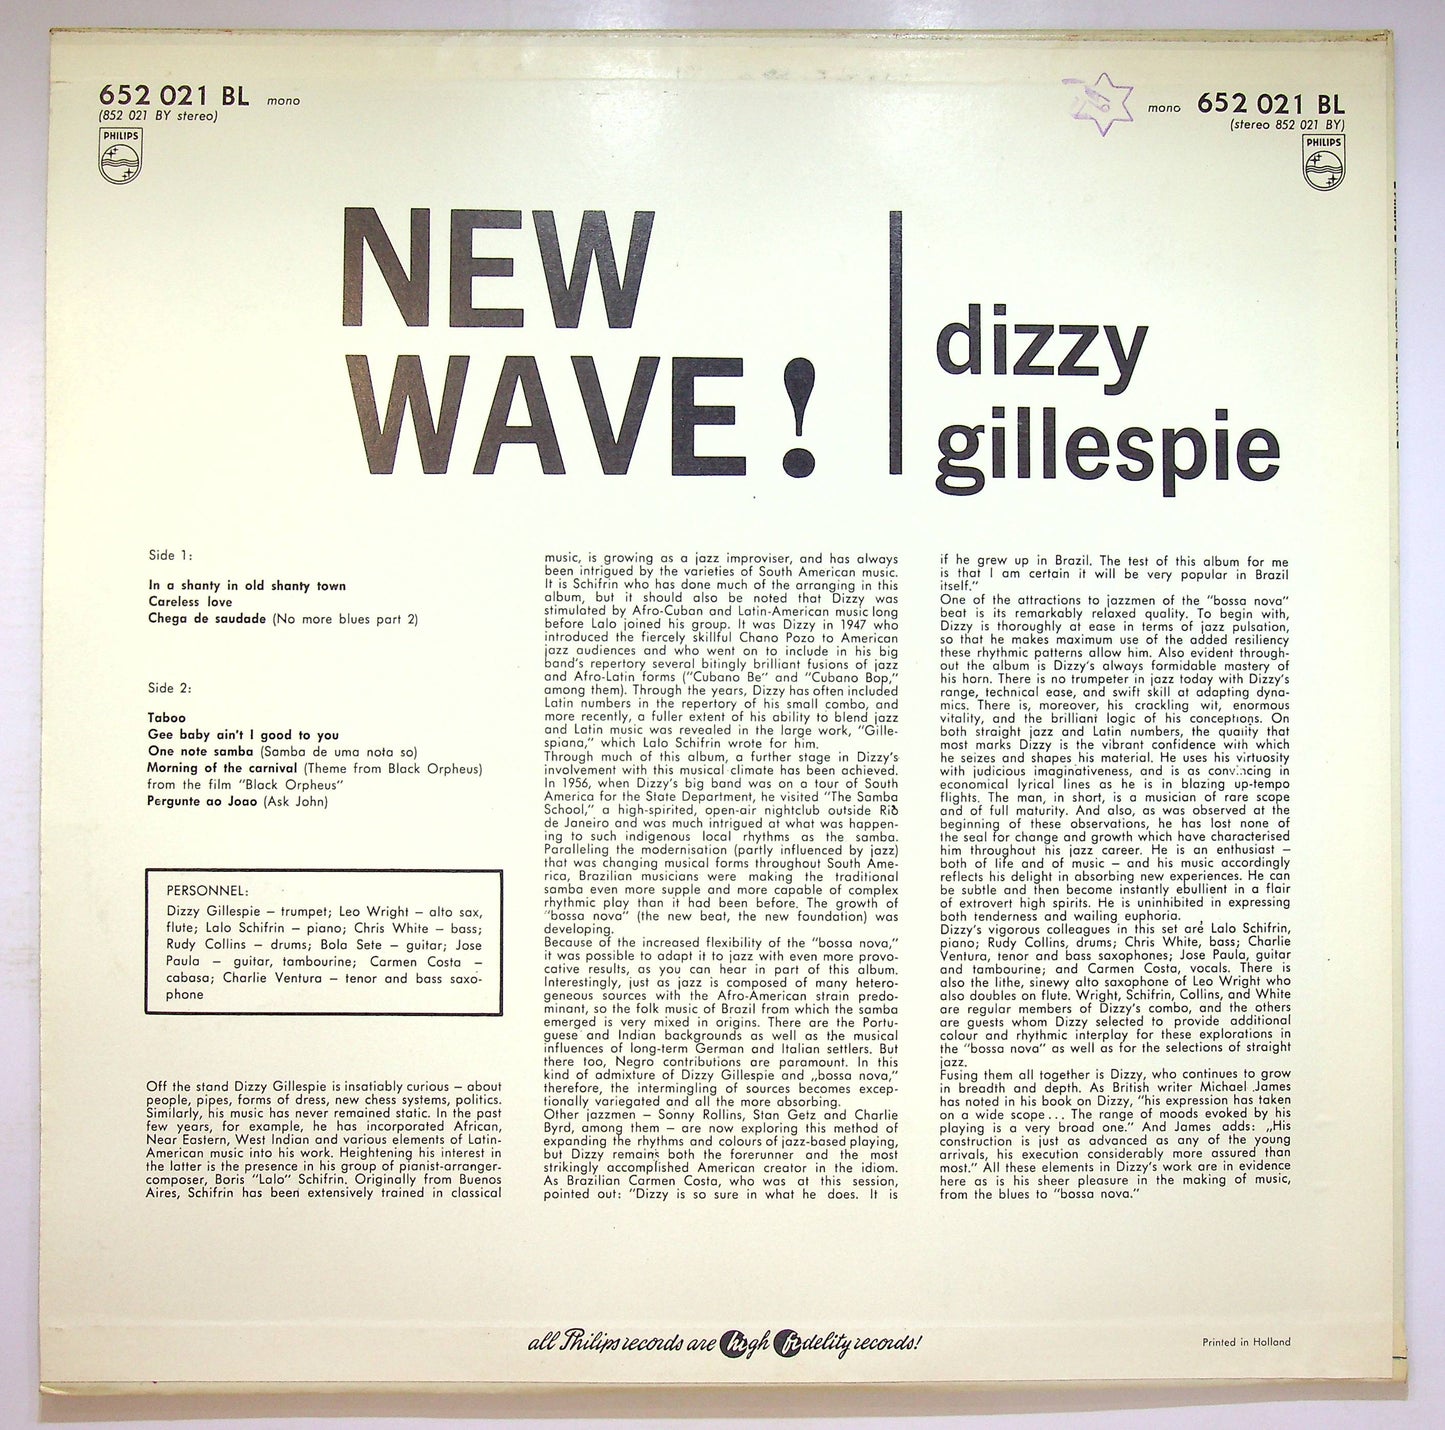 652 021 BL mono
(852 021 BY stereo)
PHILIPS
mono 652 021 BL
(stereo 852 021 BY)
PHILIPS
NEW
WAVE!
dizzy
gillespie
Side 1:
In a shanty in old shanty town
Careless love
Chega de saudade (No more blues part 2)
Side 2:
Taboo
Gee baby ain't I good to you
One note samba (Samba de uma nota so)
Morning of the carnival (Theme from Black Orpheus)
from the film "Black Orpheus"
Pergunte ao Joao (Ask John)
PERSONNEL:
Dizzy Gillespie – trumpet; Leo Wright – alto sax,
flute; Lalo Schifrin – piano; Chris White – bass;
Rudy Collins – drums; Bola Sete – guitar; Jose
Paula – guitar, tambourine; Carmen Costa –
cabasa; Charlie Ventura – tenor and bass saxo-
phone
Off the stand Dizzy Gillespie is insatiably curious – about
people, pipes, forms of dress, new chess systems, politics.
Similarly, his music has never remained static. In the past
few years, for example, he has incorporated African,
Near Eastern, West Indian and various elements of Latin-
American music into his work. Heightening his interest in
the latter is the presence in his group of pianist-arranger-
composer, Boris "Lalo" Schifrin. Originally from Buenos
Aires, Schifrin has been extensively trained in classical
music, is growing as a jazz improviser, and has always
been intrigued by the varieties of South American music.
It is Schifrin who has done much of the arranging in this
album, but it should also be noted that Dizzy was
stimulated by Afro-Cuban and Latin-American music long
before Lalo joined his group. It was Dizzy in 1947 who
introduced the fiercely skillful Chano Pozo to American
jazz audiences and who went on to include in his big
band's repertory several bitingly brilliant fusions of jazz
and Afro-Latin forms ("Cubano Be" and "Cubano Bop,"
among them). Through the years, Dizzy has often included
Latin numbers in the repertory of his small combo, and
more recently, a fuller extent of his ability to blend jazz
and Latin music was revealed in the large work, "Gille-
spiana," which Lalo Schifrin wrote for him.
Through much of this album, a further stage in Dizzy's
involvement with this musical climate has been achieved.
In 1956, when Dizzy's big band was on a tour of South
America for the State Department, he visited "The Samba
School," a high-spirited, open-air nightclub outside Rio
de Janeiro and was much intrigued at what was happen-
ing to such indigenous local rhythms as the samba.
Paralleling the modernisation (partly influenced by jazz)
that was changing musical forms throughout South Ame-
rica, Brazilian musicians were making the traditional
samba even more supple and more capable of complex
rhythmic play than it had been before. The growth of
"bossa nova" (the new beat, the new foundation) was
developing.
Because of the increased flexibility of the "bossa nova,"
it was possible to adapt it to jazz with even more provo-
cative results, as you can hear in part of this album.
Interestingly, just as jazz is composed of many hetero-
geneous sources with the Afro-American strain predo-
minant, so the folk music of Brazil from which the samba
emerged is very mixed in origins. There are the Portu-
guese and Indian backgrounds as well as the musical
influences of long-term German and Italian settlers. But
there too, Negro contributions are paramount. In this
kind of admixture of Dizzy Gillespie and „bossa nova,"
therefore, the intermingling of sources becomes excep-
tionally variegated and all the more absorbing.
Other jazzmen – Sonny Rollins, Stan Getz and Charlie
Byrd, among them – are now exploring this method of
expanding the rhythms and colours of jazz-based playing,
but Dizzy remains both the forerunner and the most
strikingly accomplished American creator in the idiom.
As Brazilian Carmen Costa, who was at this session,
pointed out: "Dizzy is so sure in what he does. It is
if he grew up in Brazil. The test of this album for me
is that I am certain it will be very popular in Brazil
itself."
One of the attractions to jazzmen of the "bossa nova"
beat is its remarkably relaxed quality. To begin with,
Dizzy is thoroughly at ease in terms of jazz pulsation,
so that he makes maximum use of the added resiliency
these rhythmic patterns allow him. Also evident through-
out the album is Dizzy's always formidable mastery of
his horn. There is no trumpeter in jazz today with Dizzy's
range, technical ease, and swift skill at adapting dyna-
mics. There is, moreover, his crackling wit, enormous
vitality, and the brilliant logic of his conceptions. On
both straight jazz and Latin numbers, the quality that
most marks Dizzy is the vibrant confidence with which
he seizes and shapes his material. He uses his virtuosity
with judicious imaginativeness, and is as convincing in
economical lyrical lines as he is in blazing up-tempo
flights. The man, in short, is a musician of rare scope
and of full maturity. And also, as was observed at the
beginning of these observations, he has lost none of
the seal for change and growth which have characterised
him throughout his jazz career. He is an enthusiast –
both of life and of music – and his music accordingly
reflects his delight in absorbing new experiences. He can
be subtle and then become instantly ebullient in a flair
of extrovert high spirits. He is uninhibited in expressing
both tenderness and wailing euphoria.
Dizzy's vigorous colleagues in this set are Lalo Schifrin,
piano; Rudy Collins, drums; Chris White, bass; Charlie
Ventura, tenor and bass saxophones; Jose Paula, guitar
and tambourine; and Carmen Costa, vocals. There is
also the lithe, sinewy alto saxophone of Leo Wright who
also doubles on flute. Wright, Schifrin, Collins, and White
are regular members of Dizzy's combo, and the others
are guests whom Dizzy selected to provide additional
colour and rhythmic interplay for these explorations in
the "bossa nova" as well as for the selections of straight
jazz.
Fusing them all together is Dizzy, who continues to grow
in breadth and depth. As British writer Michael James
has noted in his book on Dizzy, "his expression has taken
on a wide scope... The range of moods evoked by his
playing is a very broad one." And James adds: „His
construction is just as advanced as any of the young
arrivals, his execution considerably more assured than
most." All these elements in Dizzy's work are in evidence
here as is his sheer pleasure in the making of music,
from the blues to "bossa nova."
all Philips records are high fidelity records!
Printed in Holland